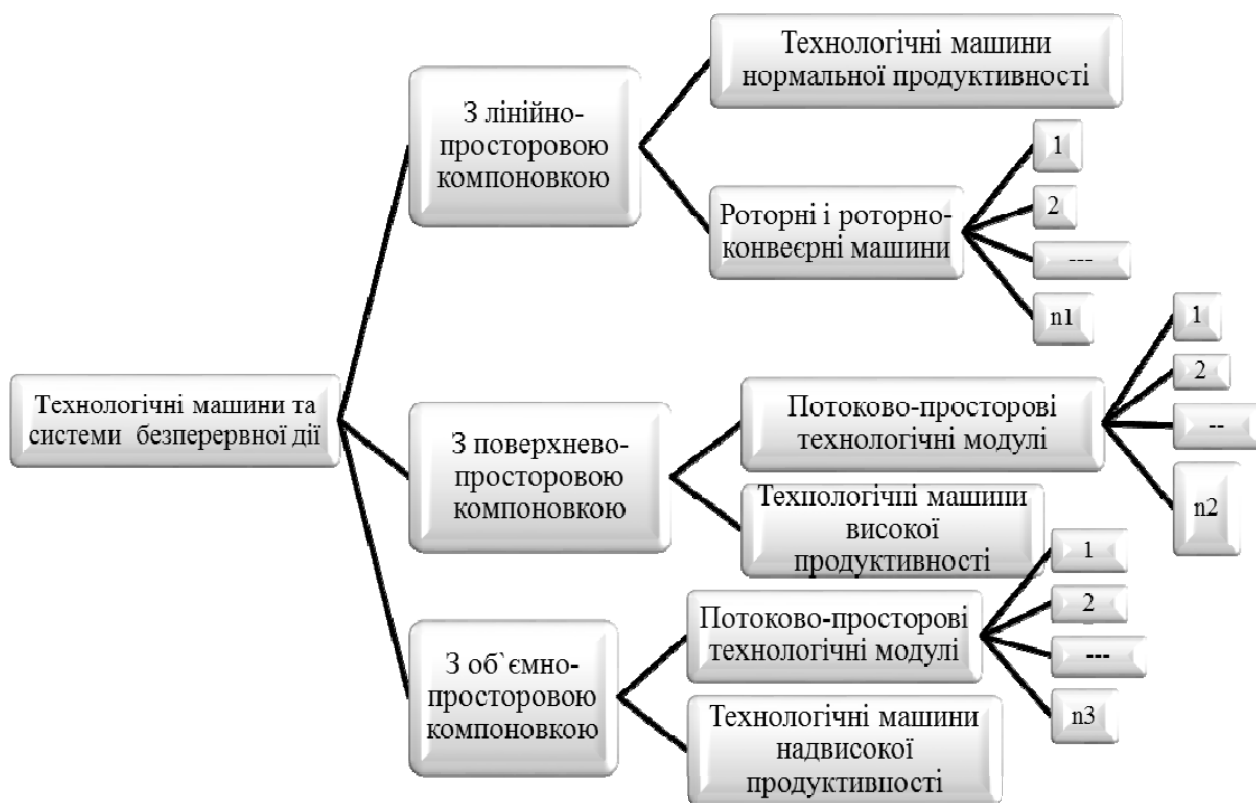 Технологічні машини та
системи безперервної дії
З лінійно-
просторовою
компоновкою
Технологічні машини
нормальної продуктивності
Роторні і роторно-
конвеєрні машини
1
2
---
n1
З поверхнево-
просторовою
компоновкою
Потоково-просторові
технологічні модулі
1
2
--
n2
Технологічні машини
високої
продуктивності
З об`ємно-
просторовою
компоновкою
Потоково-просторові
технологічні модулі
1
2
---
n3
Технологічні машини
надвисокої
продуктивності